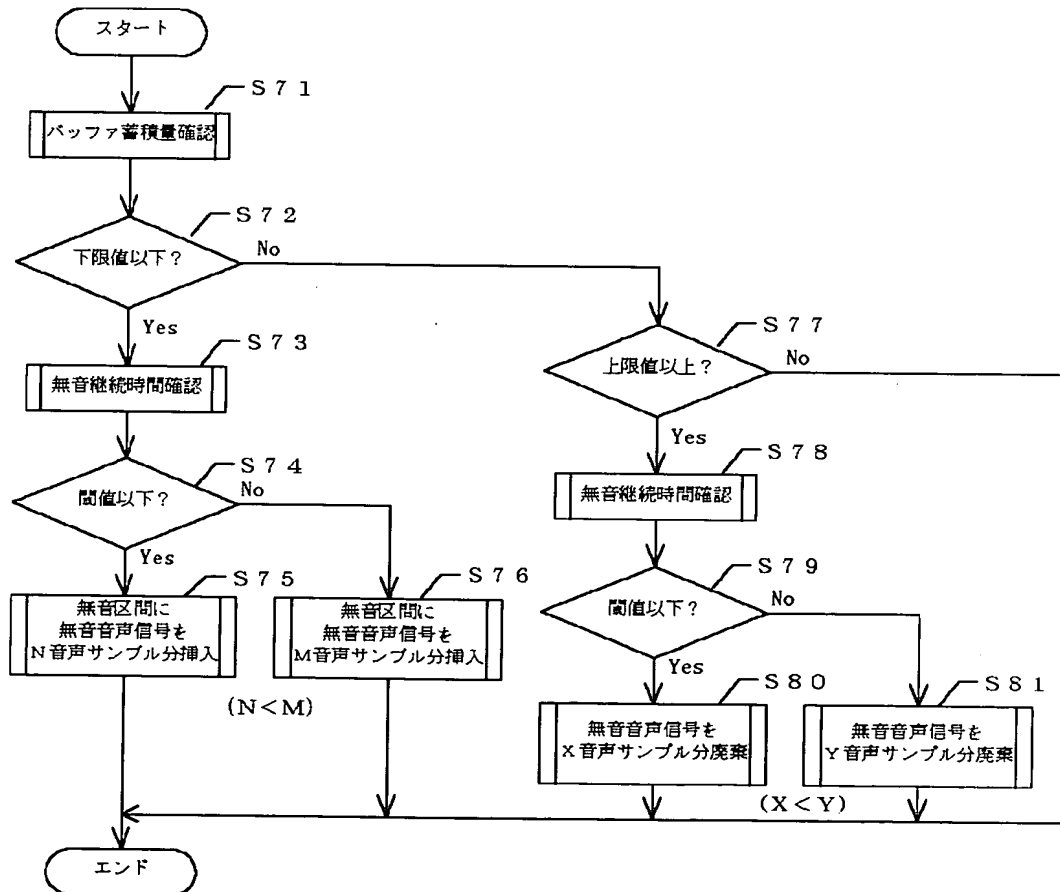 スタート
S71
バッファ蓄積量確認
S72
下限値以下?
No
Yes
S73
無音継続時間確認
S74
閾値以下?
No
Yes
S75
無音区間に
無音音声信号を
N音声サンプル分挿入
S76
無音区間に
無音音声信号を
M音声サンプル分挿入
(N<M)
S77
上限値以上?
No
Yes
S78
無音継続時間確認
S79
閾値以下?
No
Yes
S80
無音音声信号を
X音声サンプル分廃棄
S81
無音音声信号を
Y音声サンプル分廃棄
(X<Y)
エンド